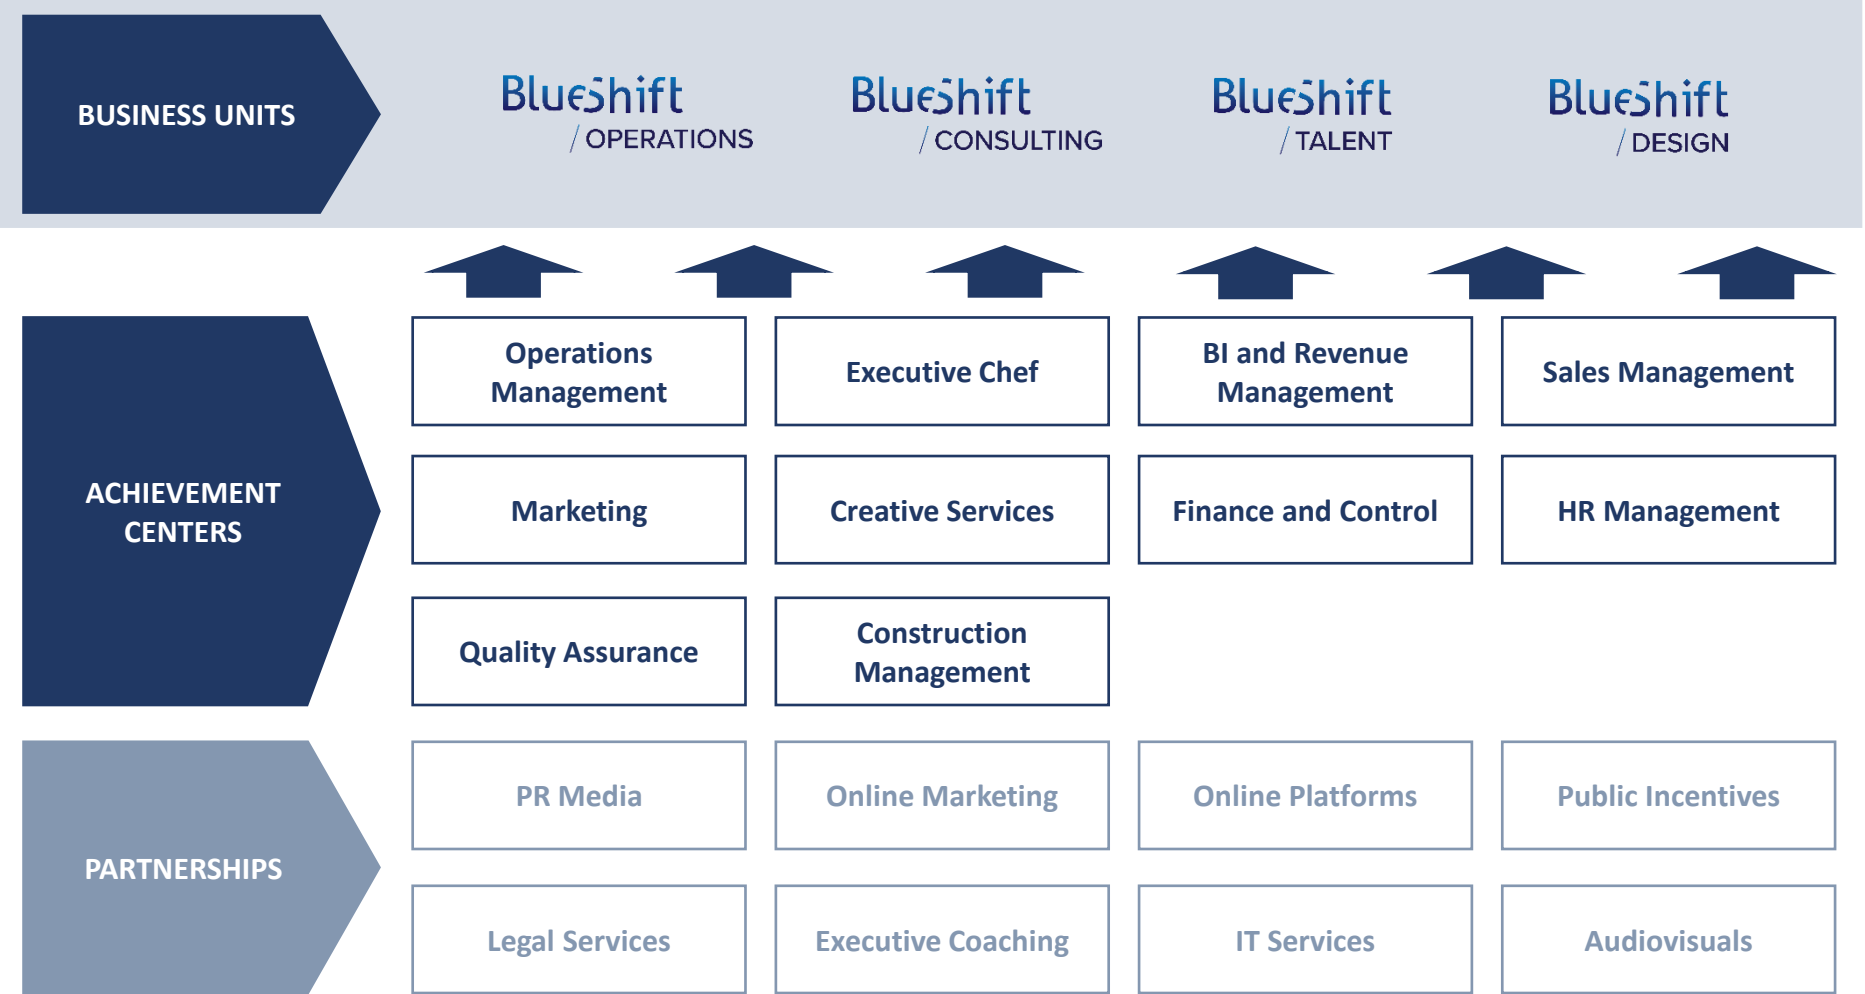 BUSINESS UNITS
BlueShift
/ OPERATIONS
BlueShift
/ CONSULTING
BlueShift
/ TALENT
BlueShift
/ DESIGN
ACHIEVEMENT
CENTERS
Operations
Management
Executive Chef
BI and Revenue
Management
Sales Management
Marketing
Creative Services
Finance and Control
HR Management
Quality Assurance
Construction
Management
PARTNERSHIPS
PR Media
Online Marketing
Online Platforms
Public Incentives
Legal Services
Executive Coaching
IT Services
Audiovisuals